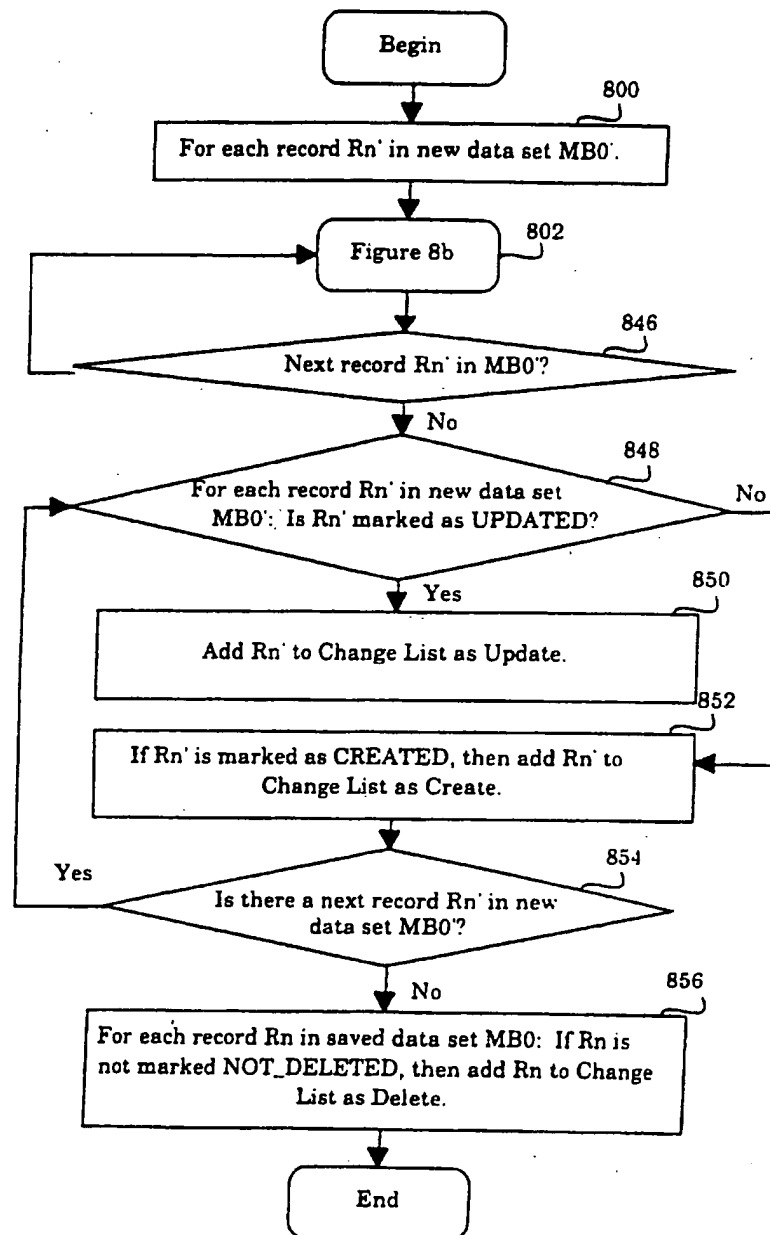 Begin
800
For each record Rn' in new data set MB0'.
Figure 8b
802
846
Next record Rn' in MB0'?
No
848
For each record Rn' in new data set
MB0': Is Rn' marked as UPDATED?
No
Yes
850
Add Rn' to Change List as Update.
852
If Rn' is marked as CREATED, then add Rn' to
Change List as Create.
Yes
854
Is there a next record Rn' in new
data set MB0'?
No
856
For each record Rn in saved data set MB0: If Rn is
not marked NOT_DELETED, then add Rn to Change
List as Delete.
End